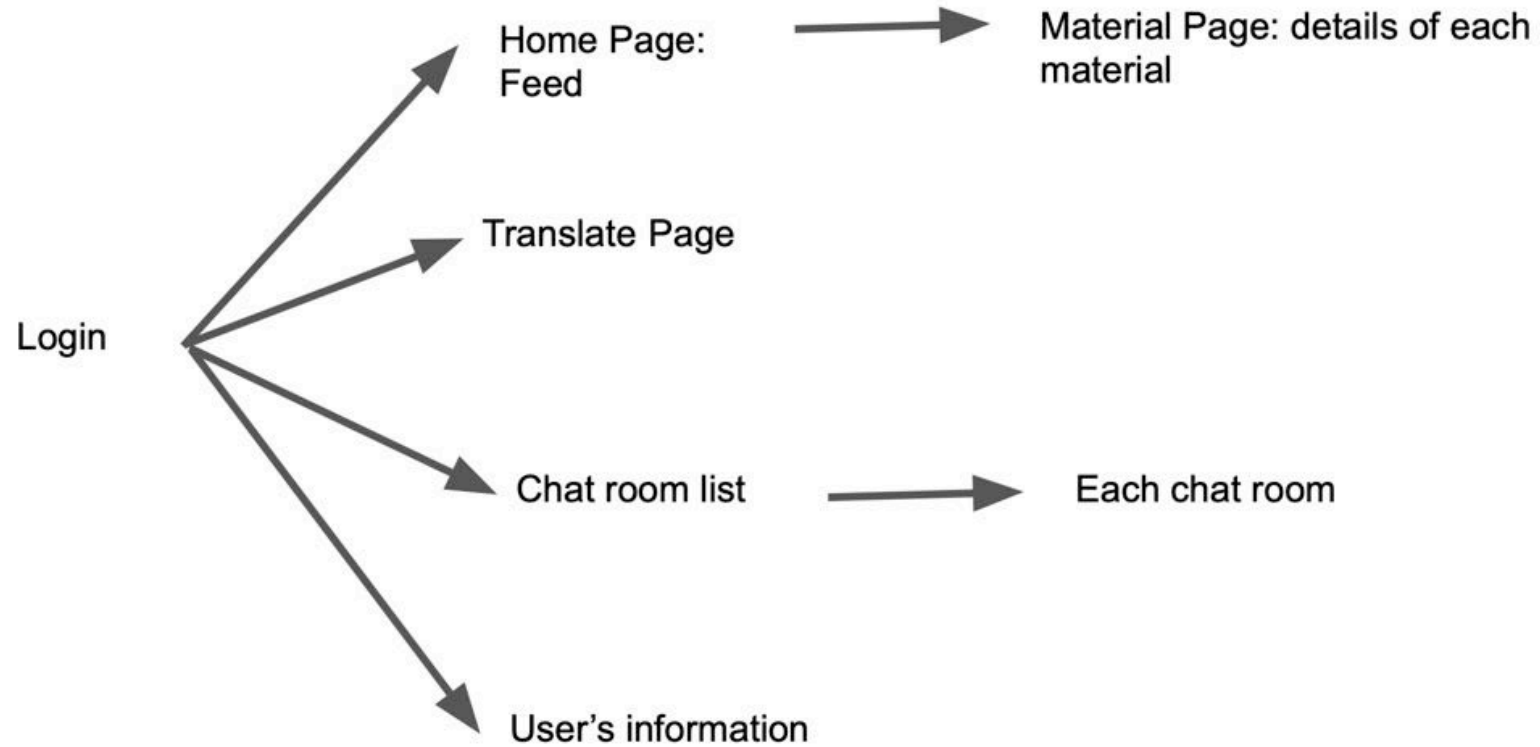 Home Page:
Feed
Material Page: details of each
material
Translate Page
Login
Chat room list
Each chat room
User’s information